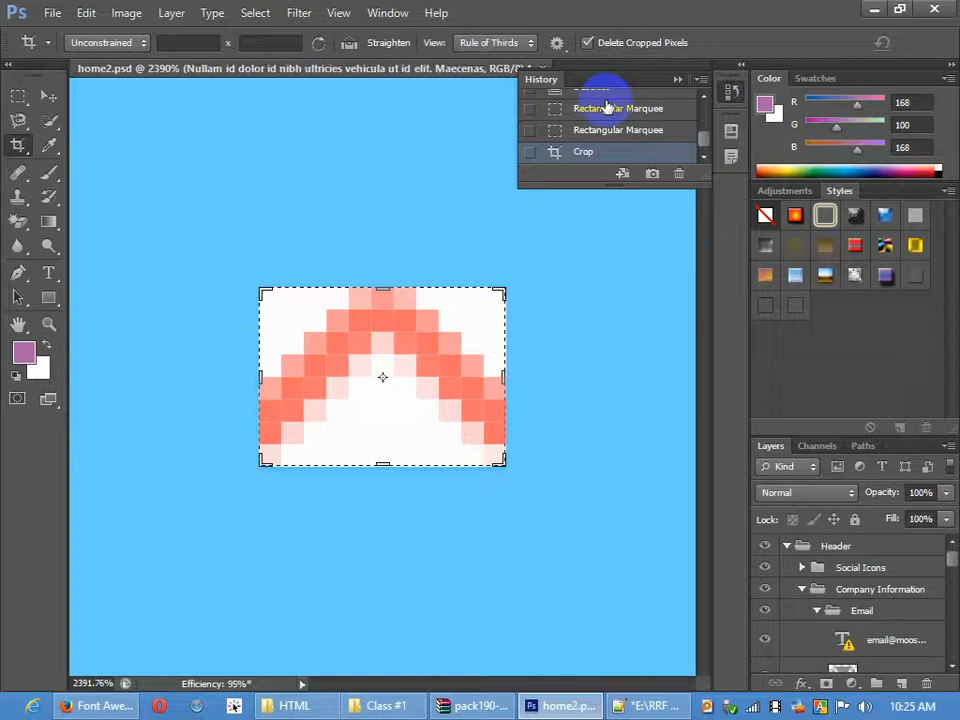 Ps File Edit Image Layer Type Select Filter View Window Help
Unconstrained x Straighten View: Rule of Thirds Delete Cropped Pixels
home2.psd @ 2390% (Nullam id dolor id nibh ultricies vehicula ut id elit. Maecenas, RGB/8) *
History
Rectangular Marquee
Rectangular Marquee
Crop
Color Swatches
R 168
G 100
B 168
Adjustments Styles
Layers Channels Paths
Kind
Normal Opacity: 100%
Lock: Fill: 100%
Header
Social Icons
Company Information
Email
email@moos...
2391.76% Efficiency: 95%*
Font Awe... HTML Class #1 pack190-... home2.p... *E:\RRF ... 10:25 AM